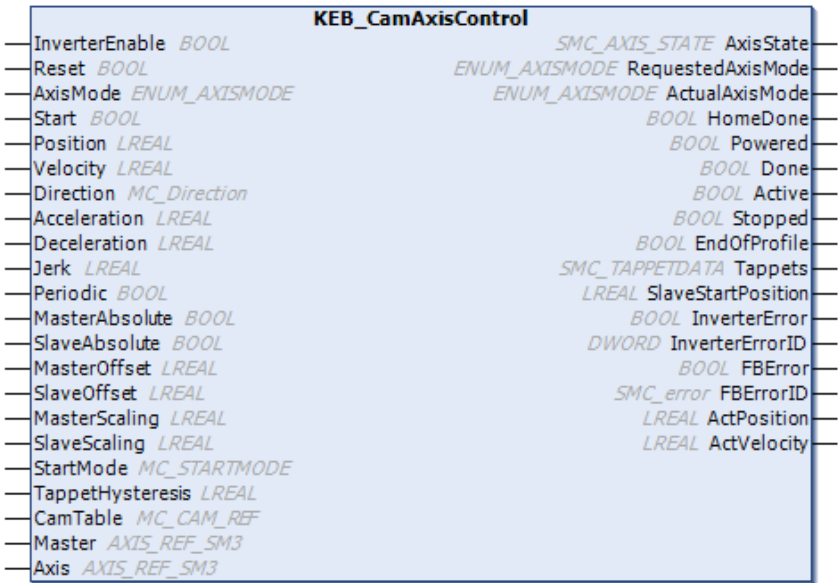 KEB_CamAxisControl
InverterEnable BOOL SMC_AXIS_STATE AxisState
Reset BOOL ENUM_AXISMODE RequestedAxisMode
AxisMode ENUM_AXISMODE ENUM_AXISMODE ActualAxisMode
Start BOOL BOOL HomeDone
Position LREAL BOOL Powered
Velocity LREAL BOOL Done
Direction MC_Direction BOOL Active
Acceleration LREAL BOOL Stopped
Deceleration LREAL BOOL EndOfProfile
Jerk LREAL SMC_TAPPETDATA Tappets
Periodic BOOL LREAL SlaveStartPosition
MasterAbsolute BOOL BOOL InverterError
SlaveAbsolute BOOL DWORD InverterErrorID
MasterOffset LREAL BOOL FBError
SlaveOffset LREAL SMC_error FBErrorID
MasterScaling LREAL LREAL ActPosition
SlaveScaling LREAL LREAL ActVelocity
StartMode MC_STARTMODE
TappetHysteresis LREAL
CamTable MC_CAM_REF
Master AXIS_REF_SM3
Axis AXIS_REF_SM3